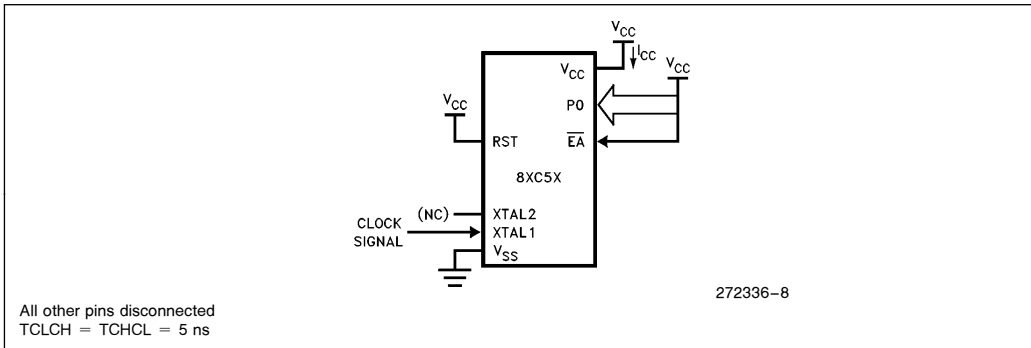 VCC
ICC
VCC
VCC
P0
VCC
RST
EA
8XC5X
(NC)
XTAL2
CLOCK
SIGNAL
XTAL1
VSS
272336–8
All other pins disconnected
TCLCH = TCHCL = 5 ns